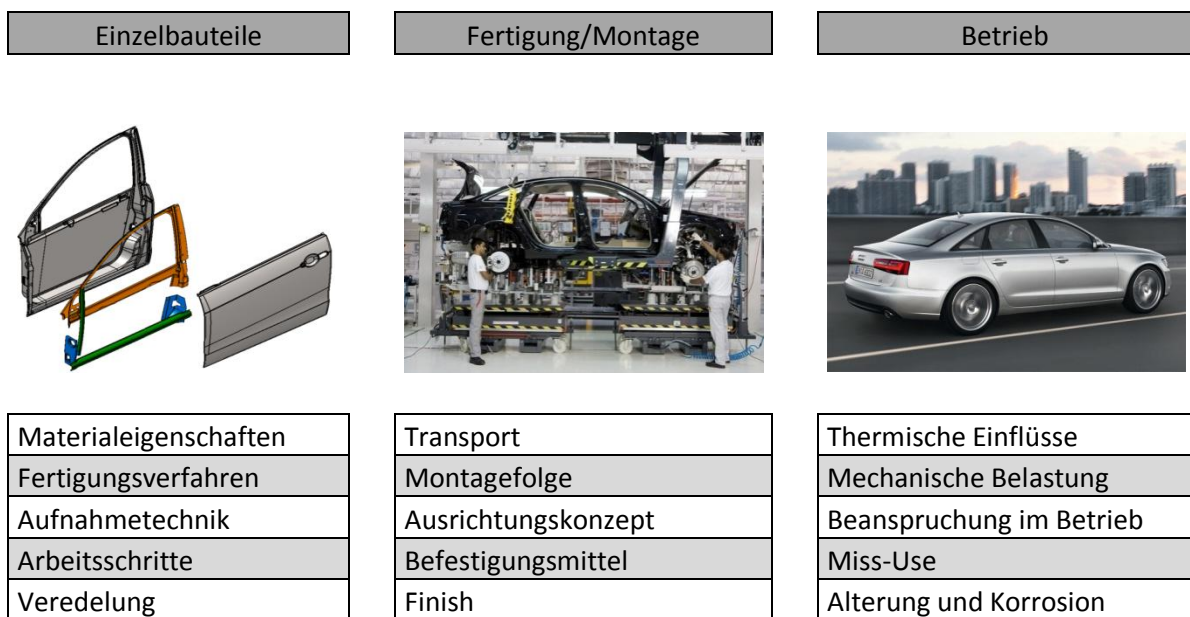 Einzelbauteile
Fertigung/Montage
Betrieb
Materialeigenschaften
Fertigungsverfahren
Aufnahmetechnik
Arbeitsschritte
Veredelung
Transport
Montagefolge
Ausrichtungskonzept
Befestigungsmittel
Finish
Thermische Einflüsse
Mechanische Belastung
Beanspruchung im Betrieb
Miss-Use
Alterung und Korrosion